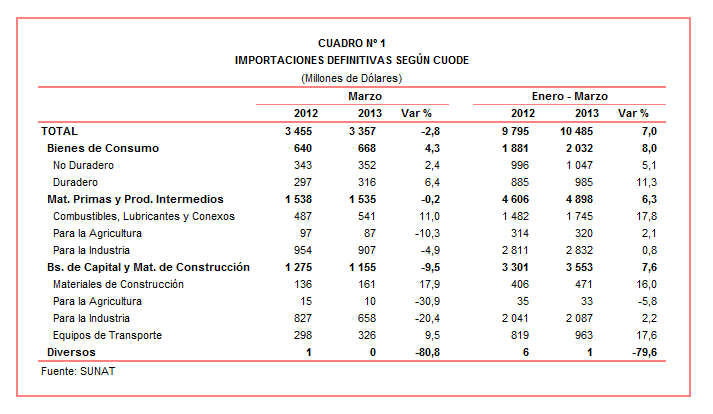 CUADRO Nº 1
IMPORTACIONES DEFINITIVAS SEGÚN CUODE
(Millones de Dólares)
Marzo Enero - Marzo
2012 2013 Var % 2012 2013 Var %
TOTAL 3 455 3 357 -2,8 9 795 10 485 7,0
Bienes de Consumo 640 668 4,3 1 881 2 032 8,0
No Duradero 343 352 2,4 996 1 047 5,1
Duradero 297 316 6,4 885 985 11,3
Mat. Primas y Prod. Intermedios 1 538 1 535 -0,2 4 606 4 898 6,3
Combustibles, Lubricantes y Conexos 487 541 11,0 1 482 1 745 17,8
Para la Agricultura 97 87 -10,3 314 320 2,1
Para la Industria 954 907 -4,9 2 811 2 832 0,8
Bs. de Capital y Mat. de Construcción 1 275 1 155 -9,5 3 301 3 553 7,6
Materiales de Construcción 136 161 17,9 406 471 16,0
Para la Agricultura 15 10 -30,9 35 33 -5,8
Para la Industria 827 658 -20,4 2 041 2 087 2,2
Equipos de Transporte 298 326 9,5 819 963 17,6
Diversos 1 0 -80,8 6 1 -79,6
Fuente: SUNAT